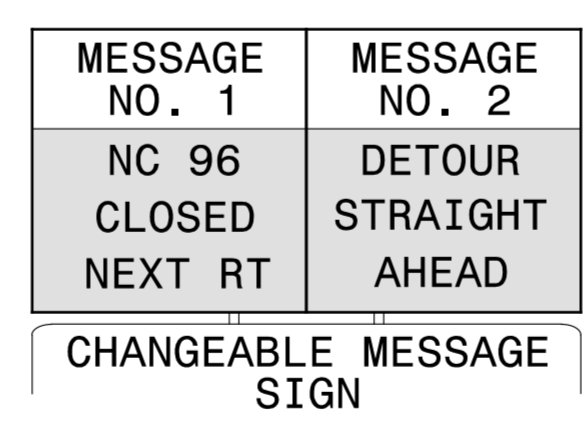 MESSAGE
NO. 1
MESSAGE
NO. 2
NC 96
CLOSED
NEXT RT
DETOUR
STRAIGHT
AHEAD
CHANGEABLE MESSAGE
SIGN